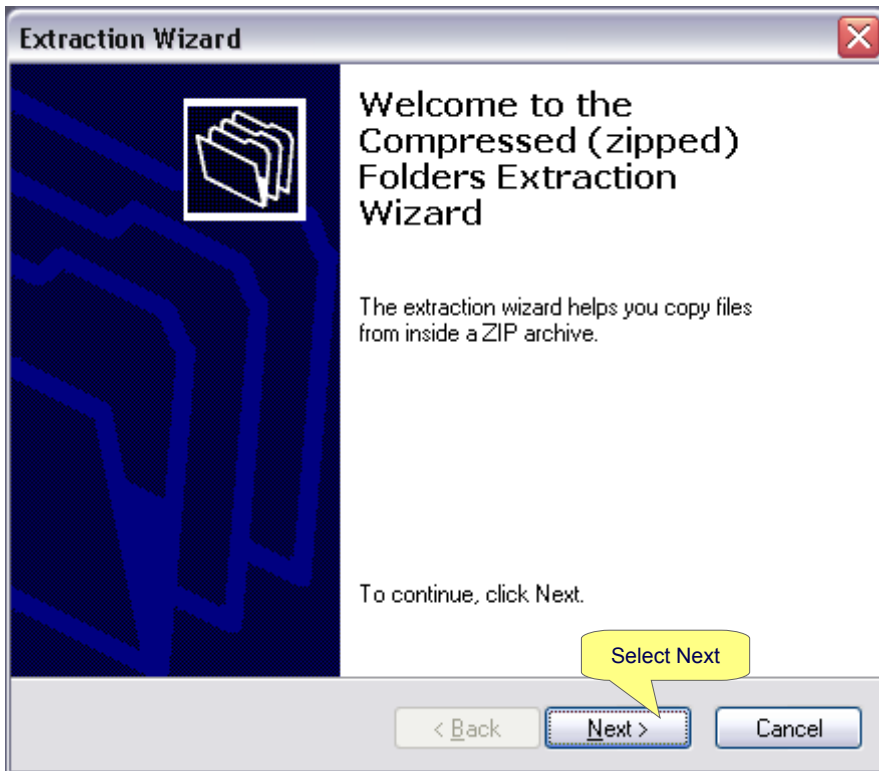 Extraction Wizard
Welcome to the
Compressed (zipped)
Folders Extraction
Wizard
The extraction wizard helps you copy files
from inside a ZIP archive.
To continue, click Next.
Select Next
< Back
Next >
Cancel